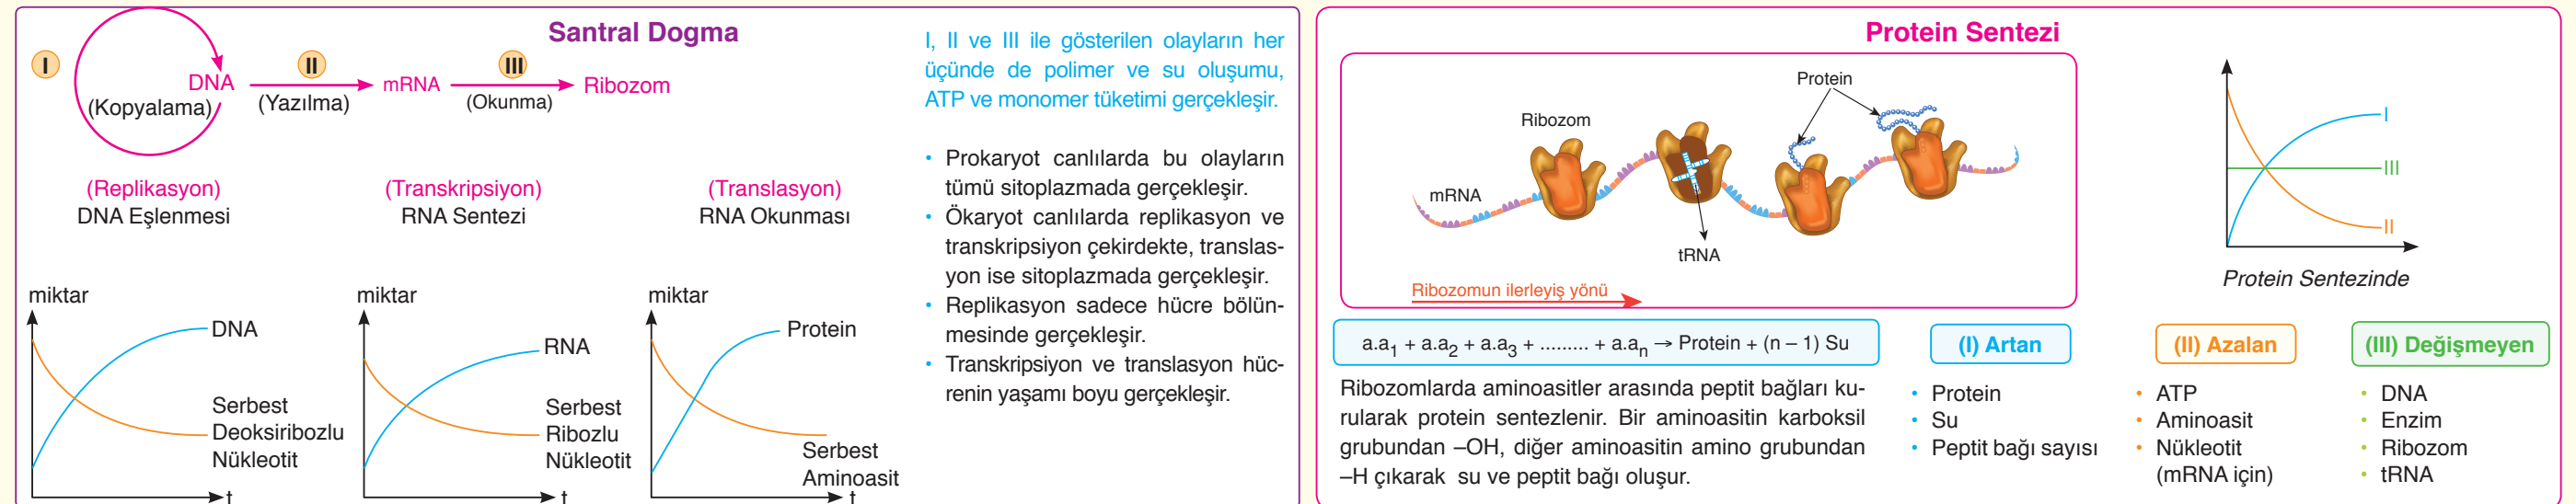 Santral Dogma
I
II
III
DNA
mRNA
Ribozom
(Kopyalama)
(Yazılma)
(Okunma)
(Replikasyon)
DNA Eşlenmesi
(Transkripsiyon)
RNA Sentezi
(Translasyon)
RNA Okunması
miktar
DNA
Serbest
Deoksiribozlu
Nükleotit
t
miktar
RNA
Serbest
Ribozlu
Nükleotit
t
miktar
Protein
Serbest
Aminoasit
t
I, II ve III ile gösterilen olayların her
üçünde de polimer ve su oluşumu,
ATP ve monomer tüketimi gerçekleşir.
• Prokaryot canlılarda bu olayların
tümü sitoplazmada gerçekleşir.
• Ökaryot canlılarda replikasyon ve
transkripsiyon çekirdekte, translas-
yon ise sitoplazmada gerçekleşir.
• Replikasyon sadece hücre bölün-
mesinde gerçekleşir.
• Transkripsiyon ve translasyon hüc-
renin yaşamı boyu gerçekleşir.
Protein Sentezi
Protein
Ribozom
mRNA
tRNA
Ribozomun ilerleyiş yönü
I
III
II
Protein Sentezinde
a.a1 + a.a2 + a.a3 + ......... + a.an → Protein + (n – 1) Su
Ribozomlarda aminoasitler arasında peptit bağları ku-
rularak protein sentezlenir. Bir aminoasitin karboksil
grubundan –OH, diğer aminoasitin amino grubundan
–H çıkarak su ve peptit bağı oluşur.
(I) Artan
• Protein
• Su
• Peptit bağı sayısı
(II) Azalan
• ATP
• Aminoasit
• Nükleotit
(mRNA için)
(III) Değişmeyen
• DNA
• Enzim
• Ribozom
• tRNA